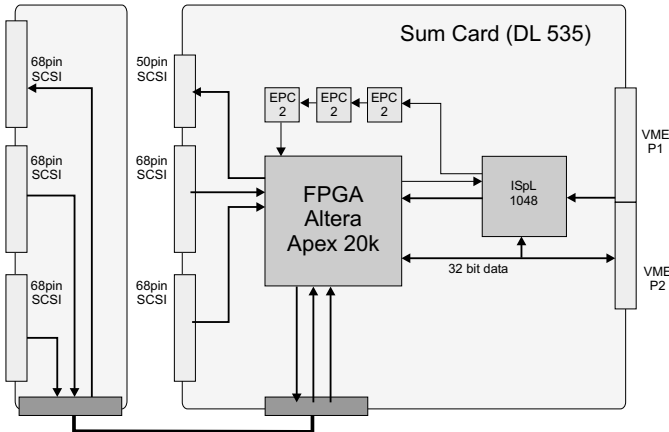 Sum Card (DL 535)
68pin
SCSI
68pin
SCSI
68pin
SCSI
50pin
SCSI
68pin
SCSI
68pin
SCSI
EPC
2
EPC
2
EPC
2
FPGA
Altera
Apex 20k
ISpL
1048
32 bit data
VME
P1
VME
P2